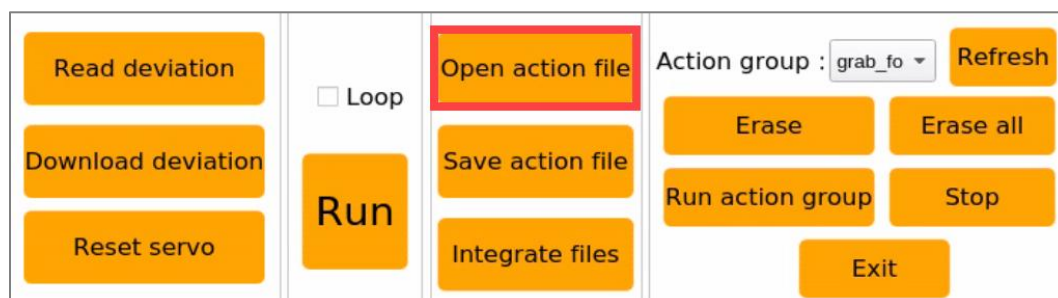 Read deviation
Download deviation
Reset servo
Loop
Run
Open action file
Save action file
Integrate files
Action group : grab_fo Refresh
Erase Erase all
Run action group Stop
Exit